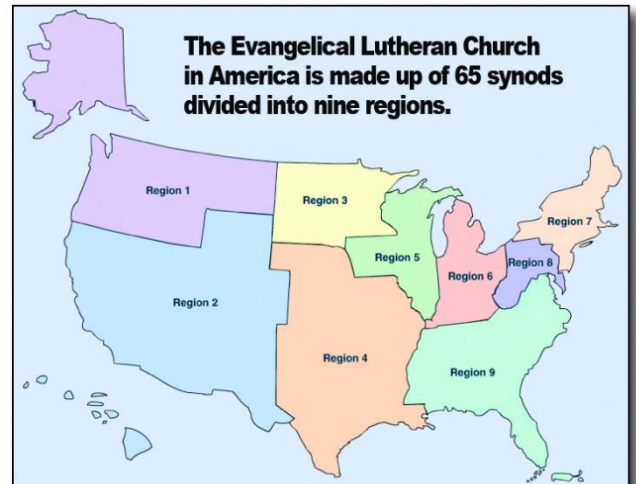 The Evangelical Lutheran Church
in America is made up of 65 synods
divided into nine regions.
Region 1
Region 3
Region 7
Region 5
Region 8
Region 6
Region 2
Region 4
Region 9